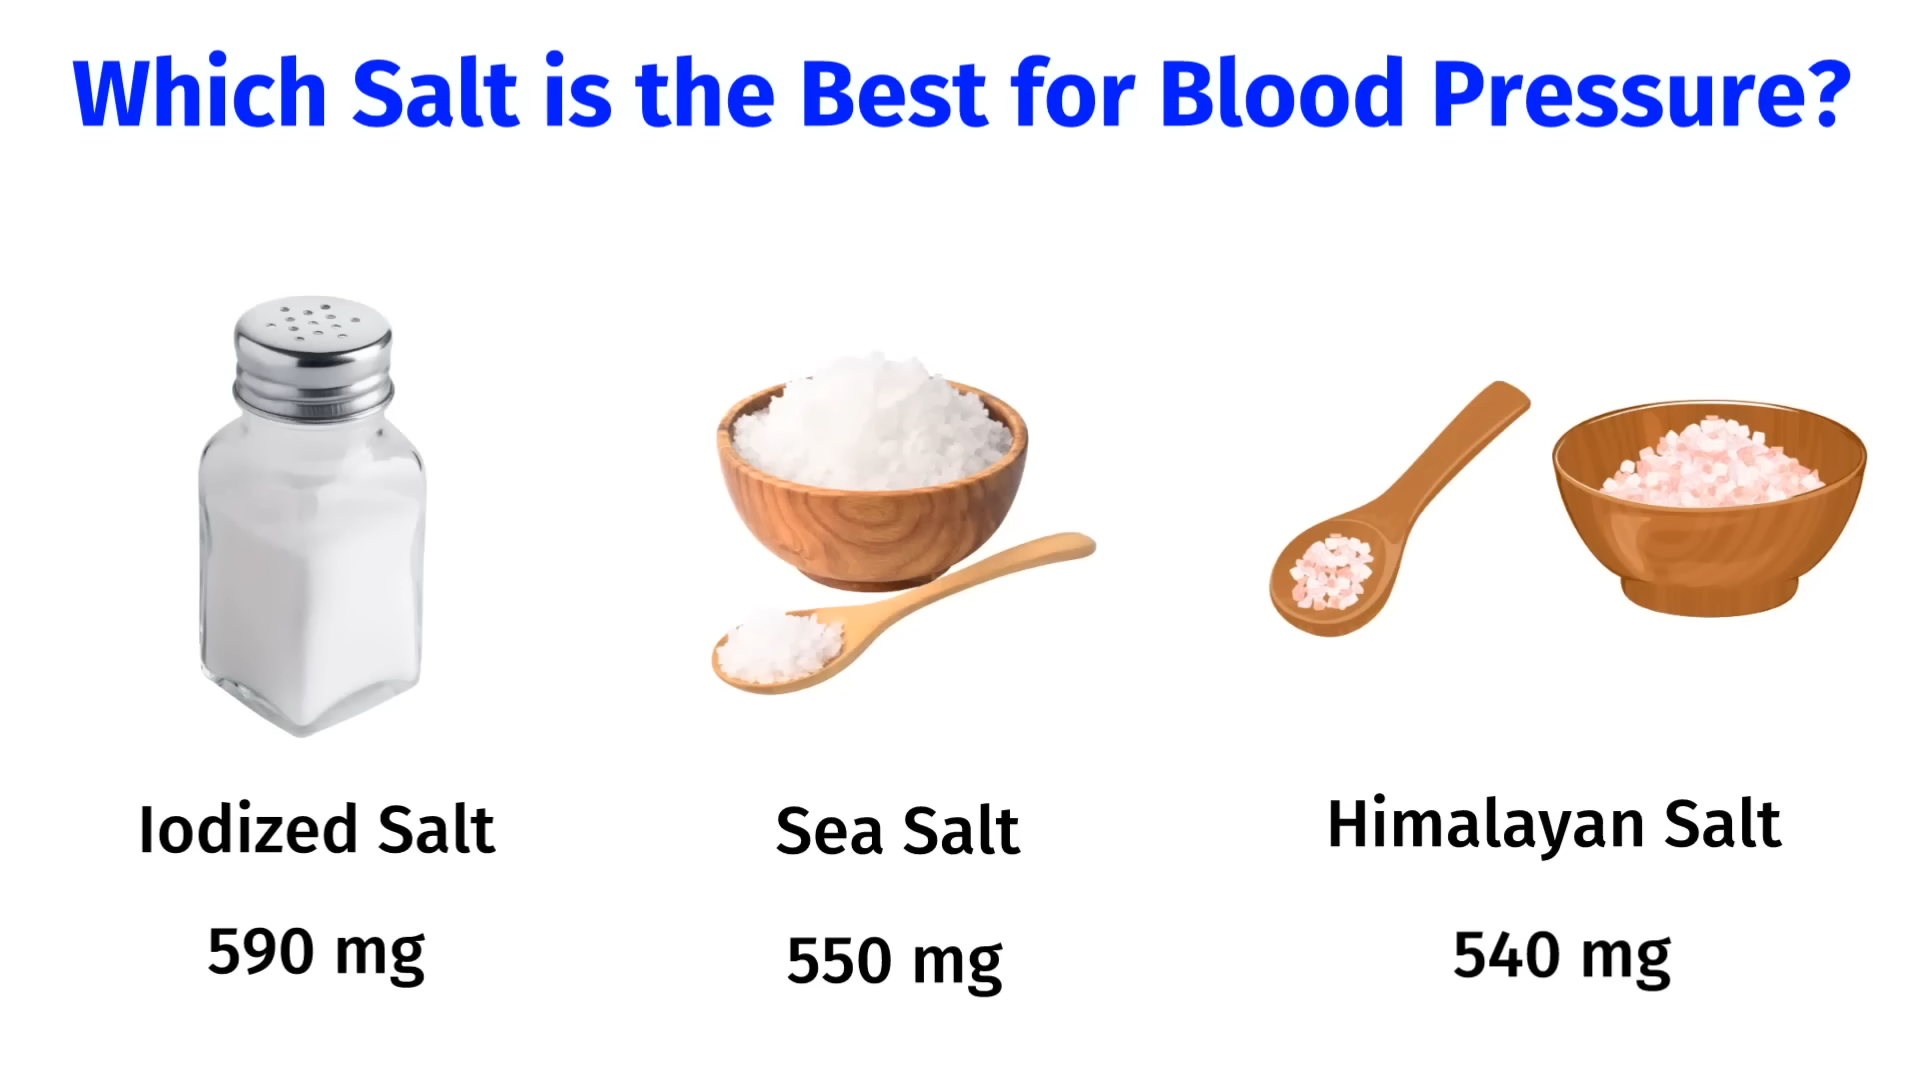 Which Salt is the Best for Blood Pressure?
Iodized Salt
Sea Salt
Himalayan Salt
590 mg
550 mg
540 mg